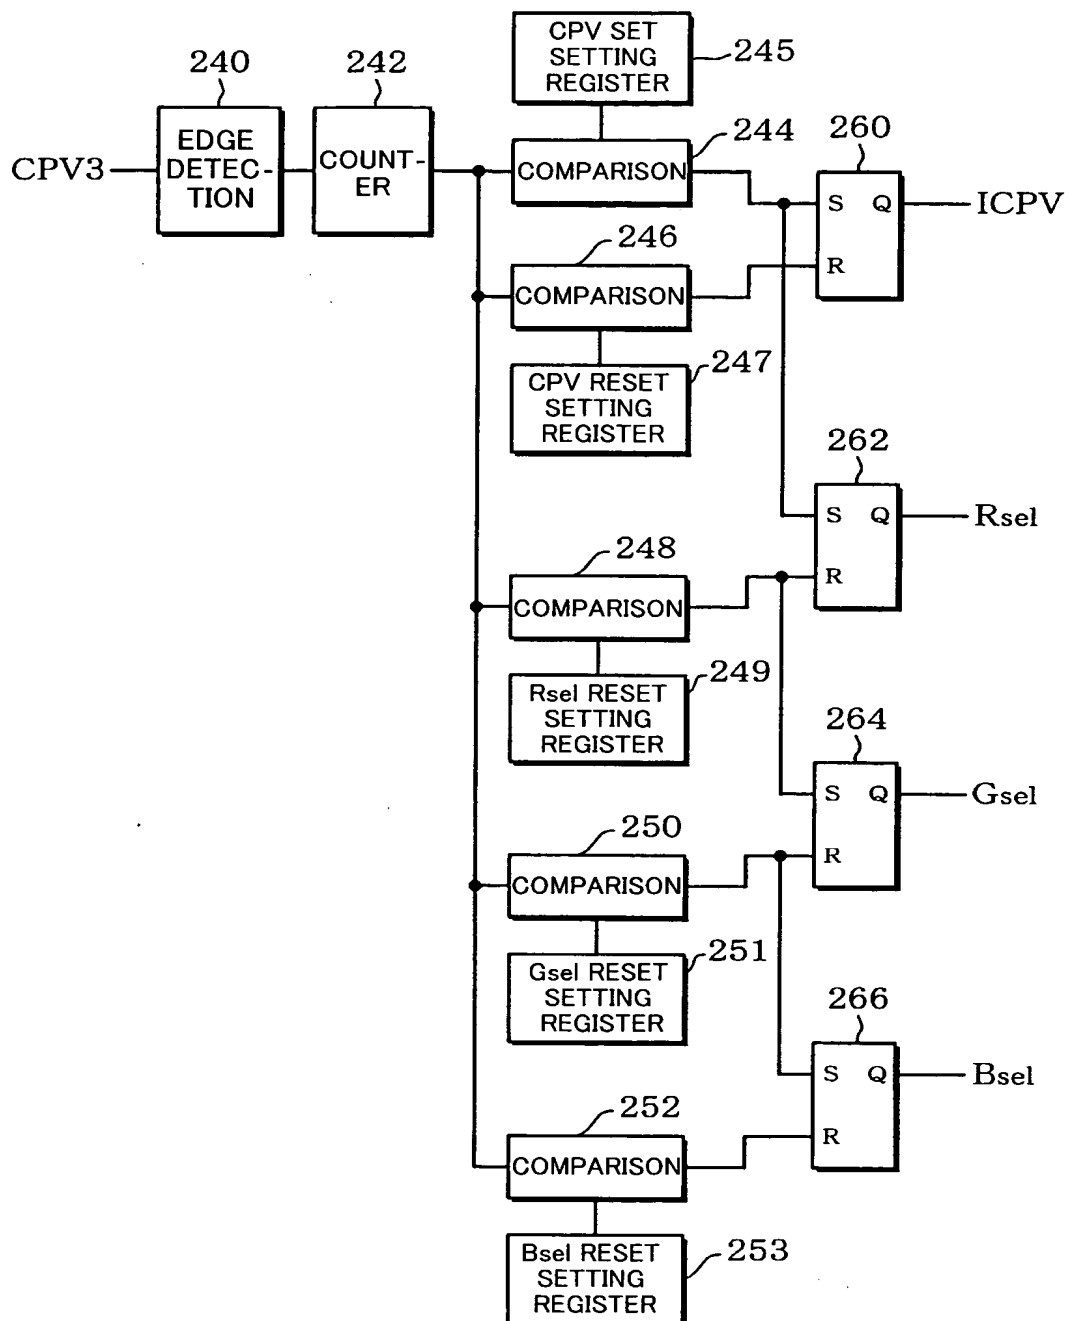 CPV SET
SETTING
REGISTER
245
240
242
244
260
CPV3
EDGE
DETEC-
TION
COUNT-
ER
COMPARISON
S Q
ICPV
R
246
COMPARISON
247
CPV RESET
SETTING
REGISTER
262
S Q
Rsel
R
248
COMPARISON
249
Rsel RESET
SETTING
REGISTER
264
S Q
Gsel
R
250
COMPARISON
251
Gsel RESET
SETTING
REGISTER
266
S Q
Bsel
R
252
COMPARISON
253
Bsel RESET
SETTING
REGISTER